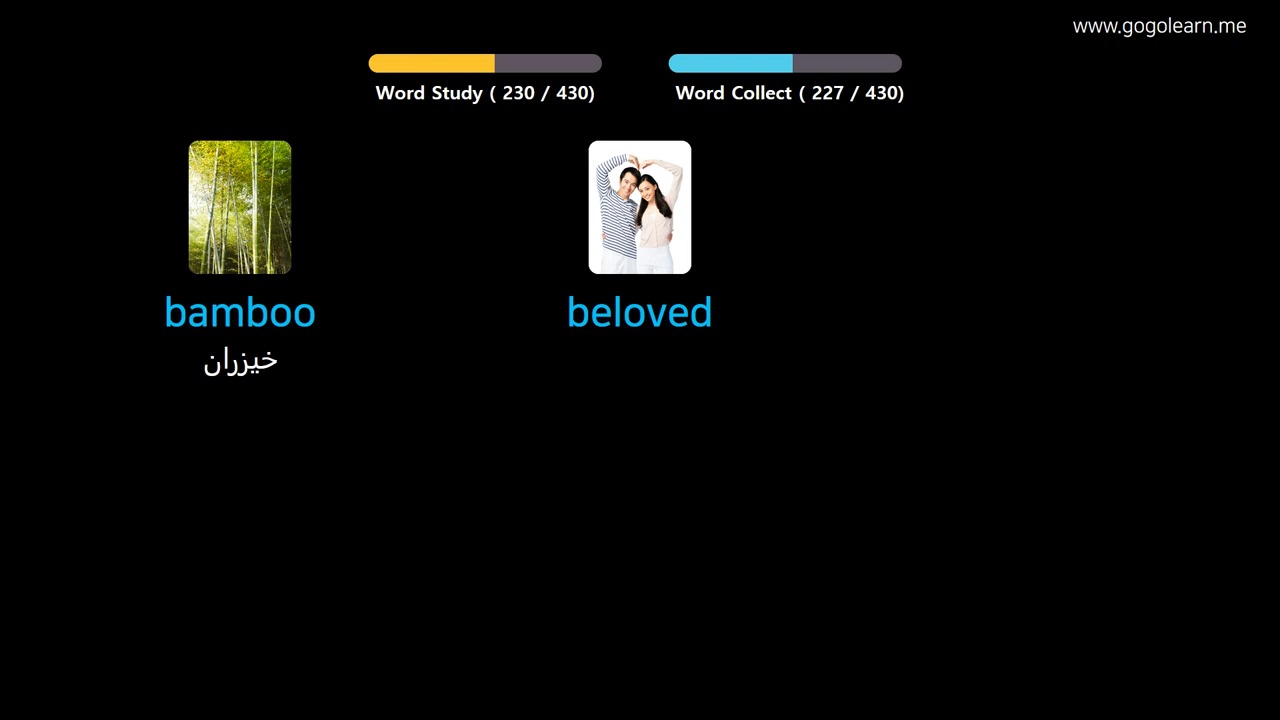 www.gogolearn.me
Word Study ( 230 / 430)
Word Collect ( 227 / 430)
bamboo
خيزران
beloved